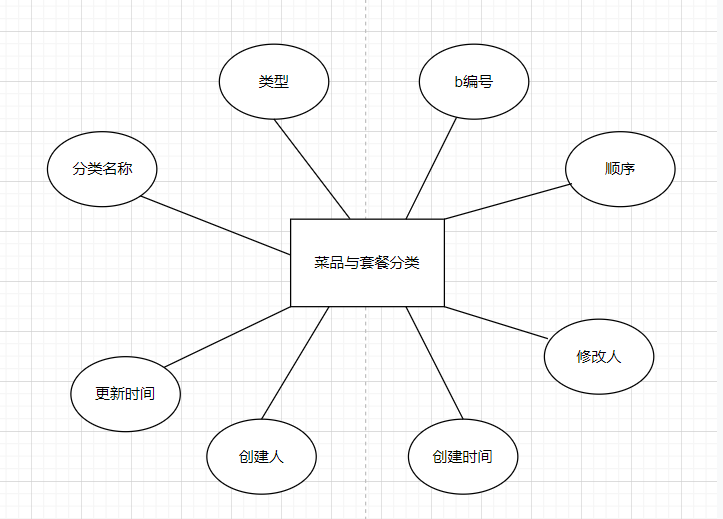 类型
b编号
分类名称
顺序
菜品与套餐分类
修改人
更新时间
创建人
创建时间